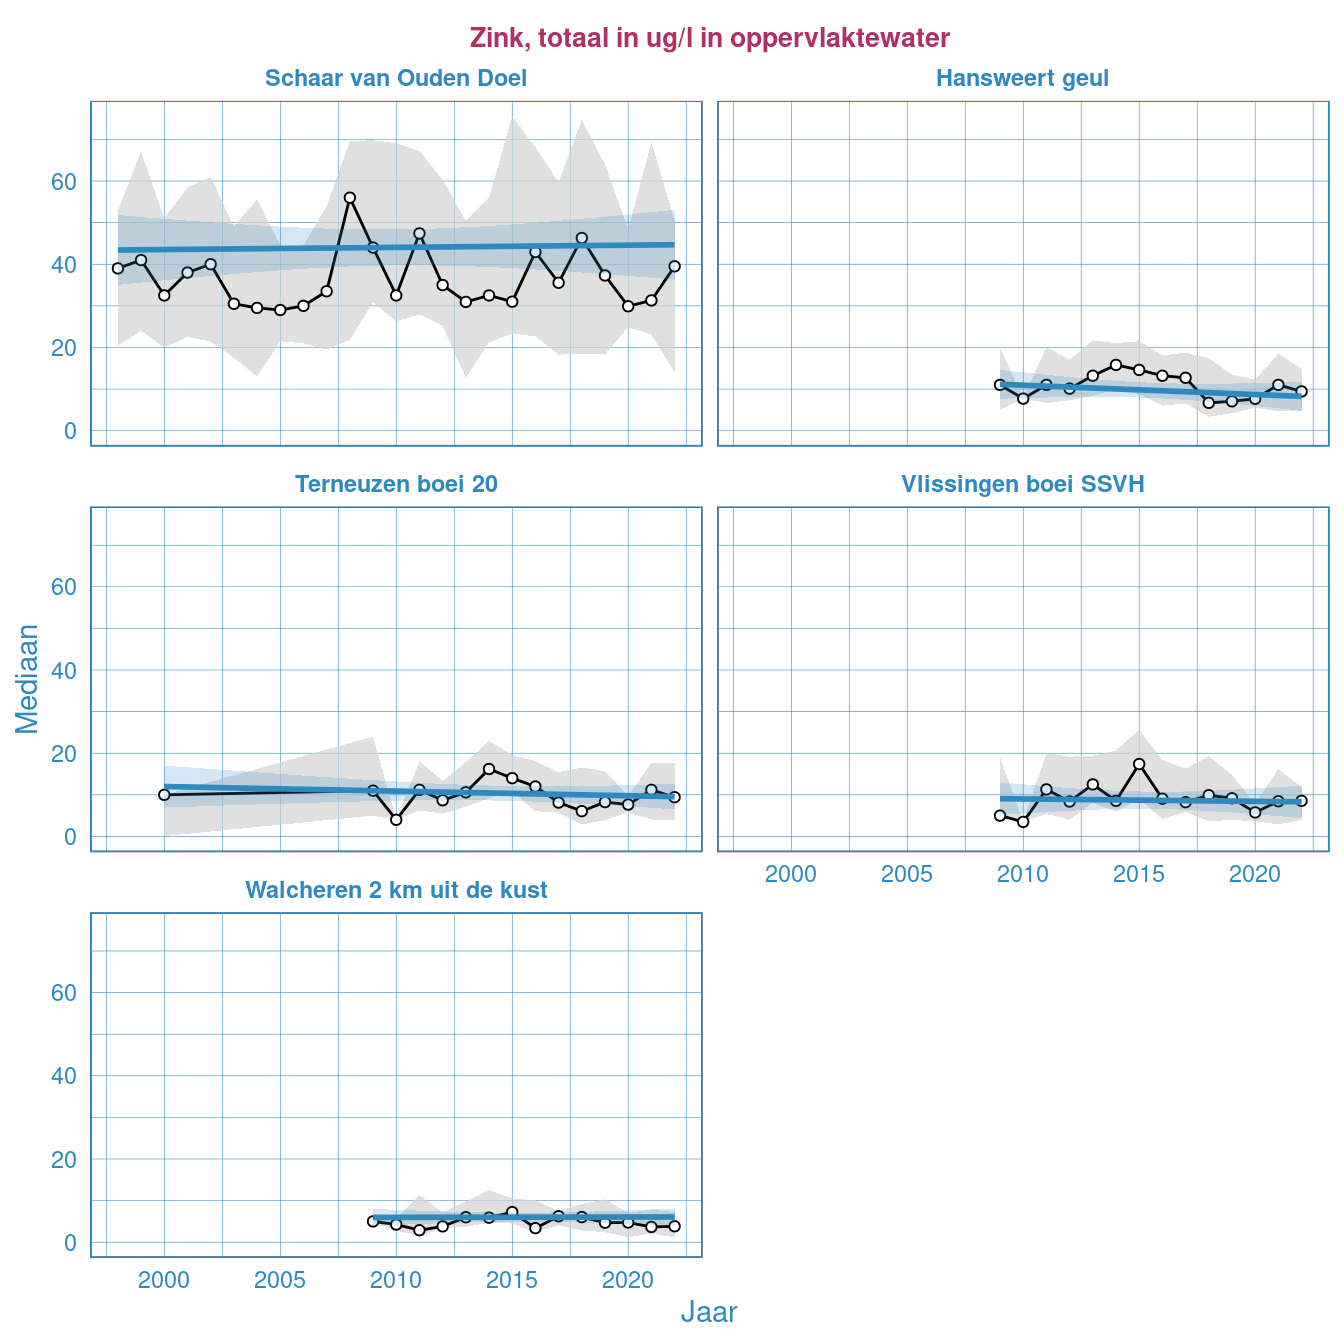 Zink, totaal in ug/l in oppervlaktewater
Schaar van Ouden Doel
Hansweert geul
60
40
20
0
Terneuzen boei 20
Vlissingen boei SSVH
60
40
20
0
2000 2005 2010 2015 2020
Mediaan
Walcheren 2 km uit de kust
60
40
20
0
2000 2005 2010 2015 2020
Jaar